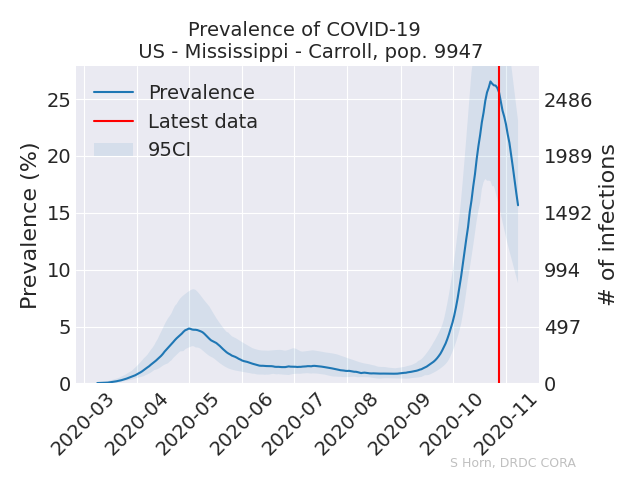 Prevalence of COVID-19
US - Mississippi - Carroll, pop. 9947
Prevalence
Latest data
95CI
Prevalence (%)
25
20
15
10
5
0
2486
1989
1492
994
497
0
# of infections
2020-03
2020-04
2020-05
2020-06
2020-07
2020-08
2020-09
2020-10
2020-11
S Horn, DRDC CORA